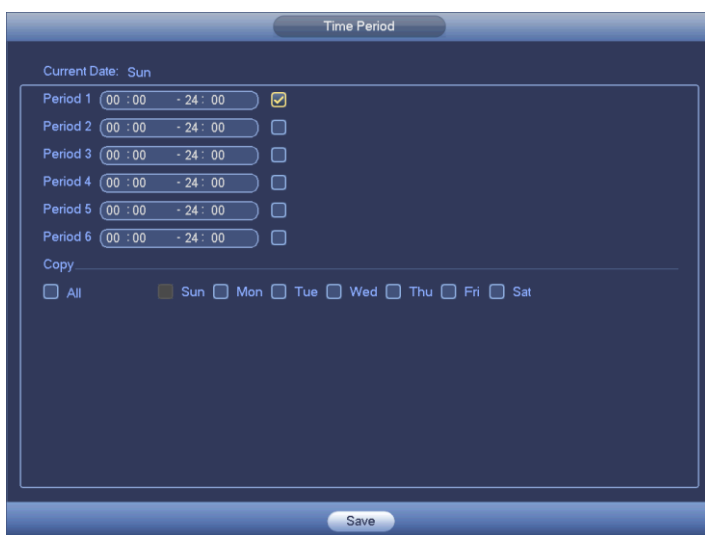 Time Period
Current Date: Sun
Period 1 00 :00 - 24: 00
Period 2 00 :00 - 24: 00
Period 3 00 :00 - 24: 00
Period 4 00 :00 - 24: 00
Period 5 00 :00 - 24: 00
Period 6 00 :00 - 24: 00
Copy
All Sun Mon Tue Wed Thu Fri Sat
Save